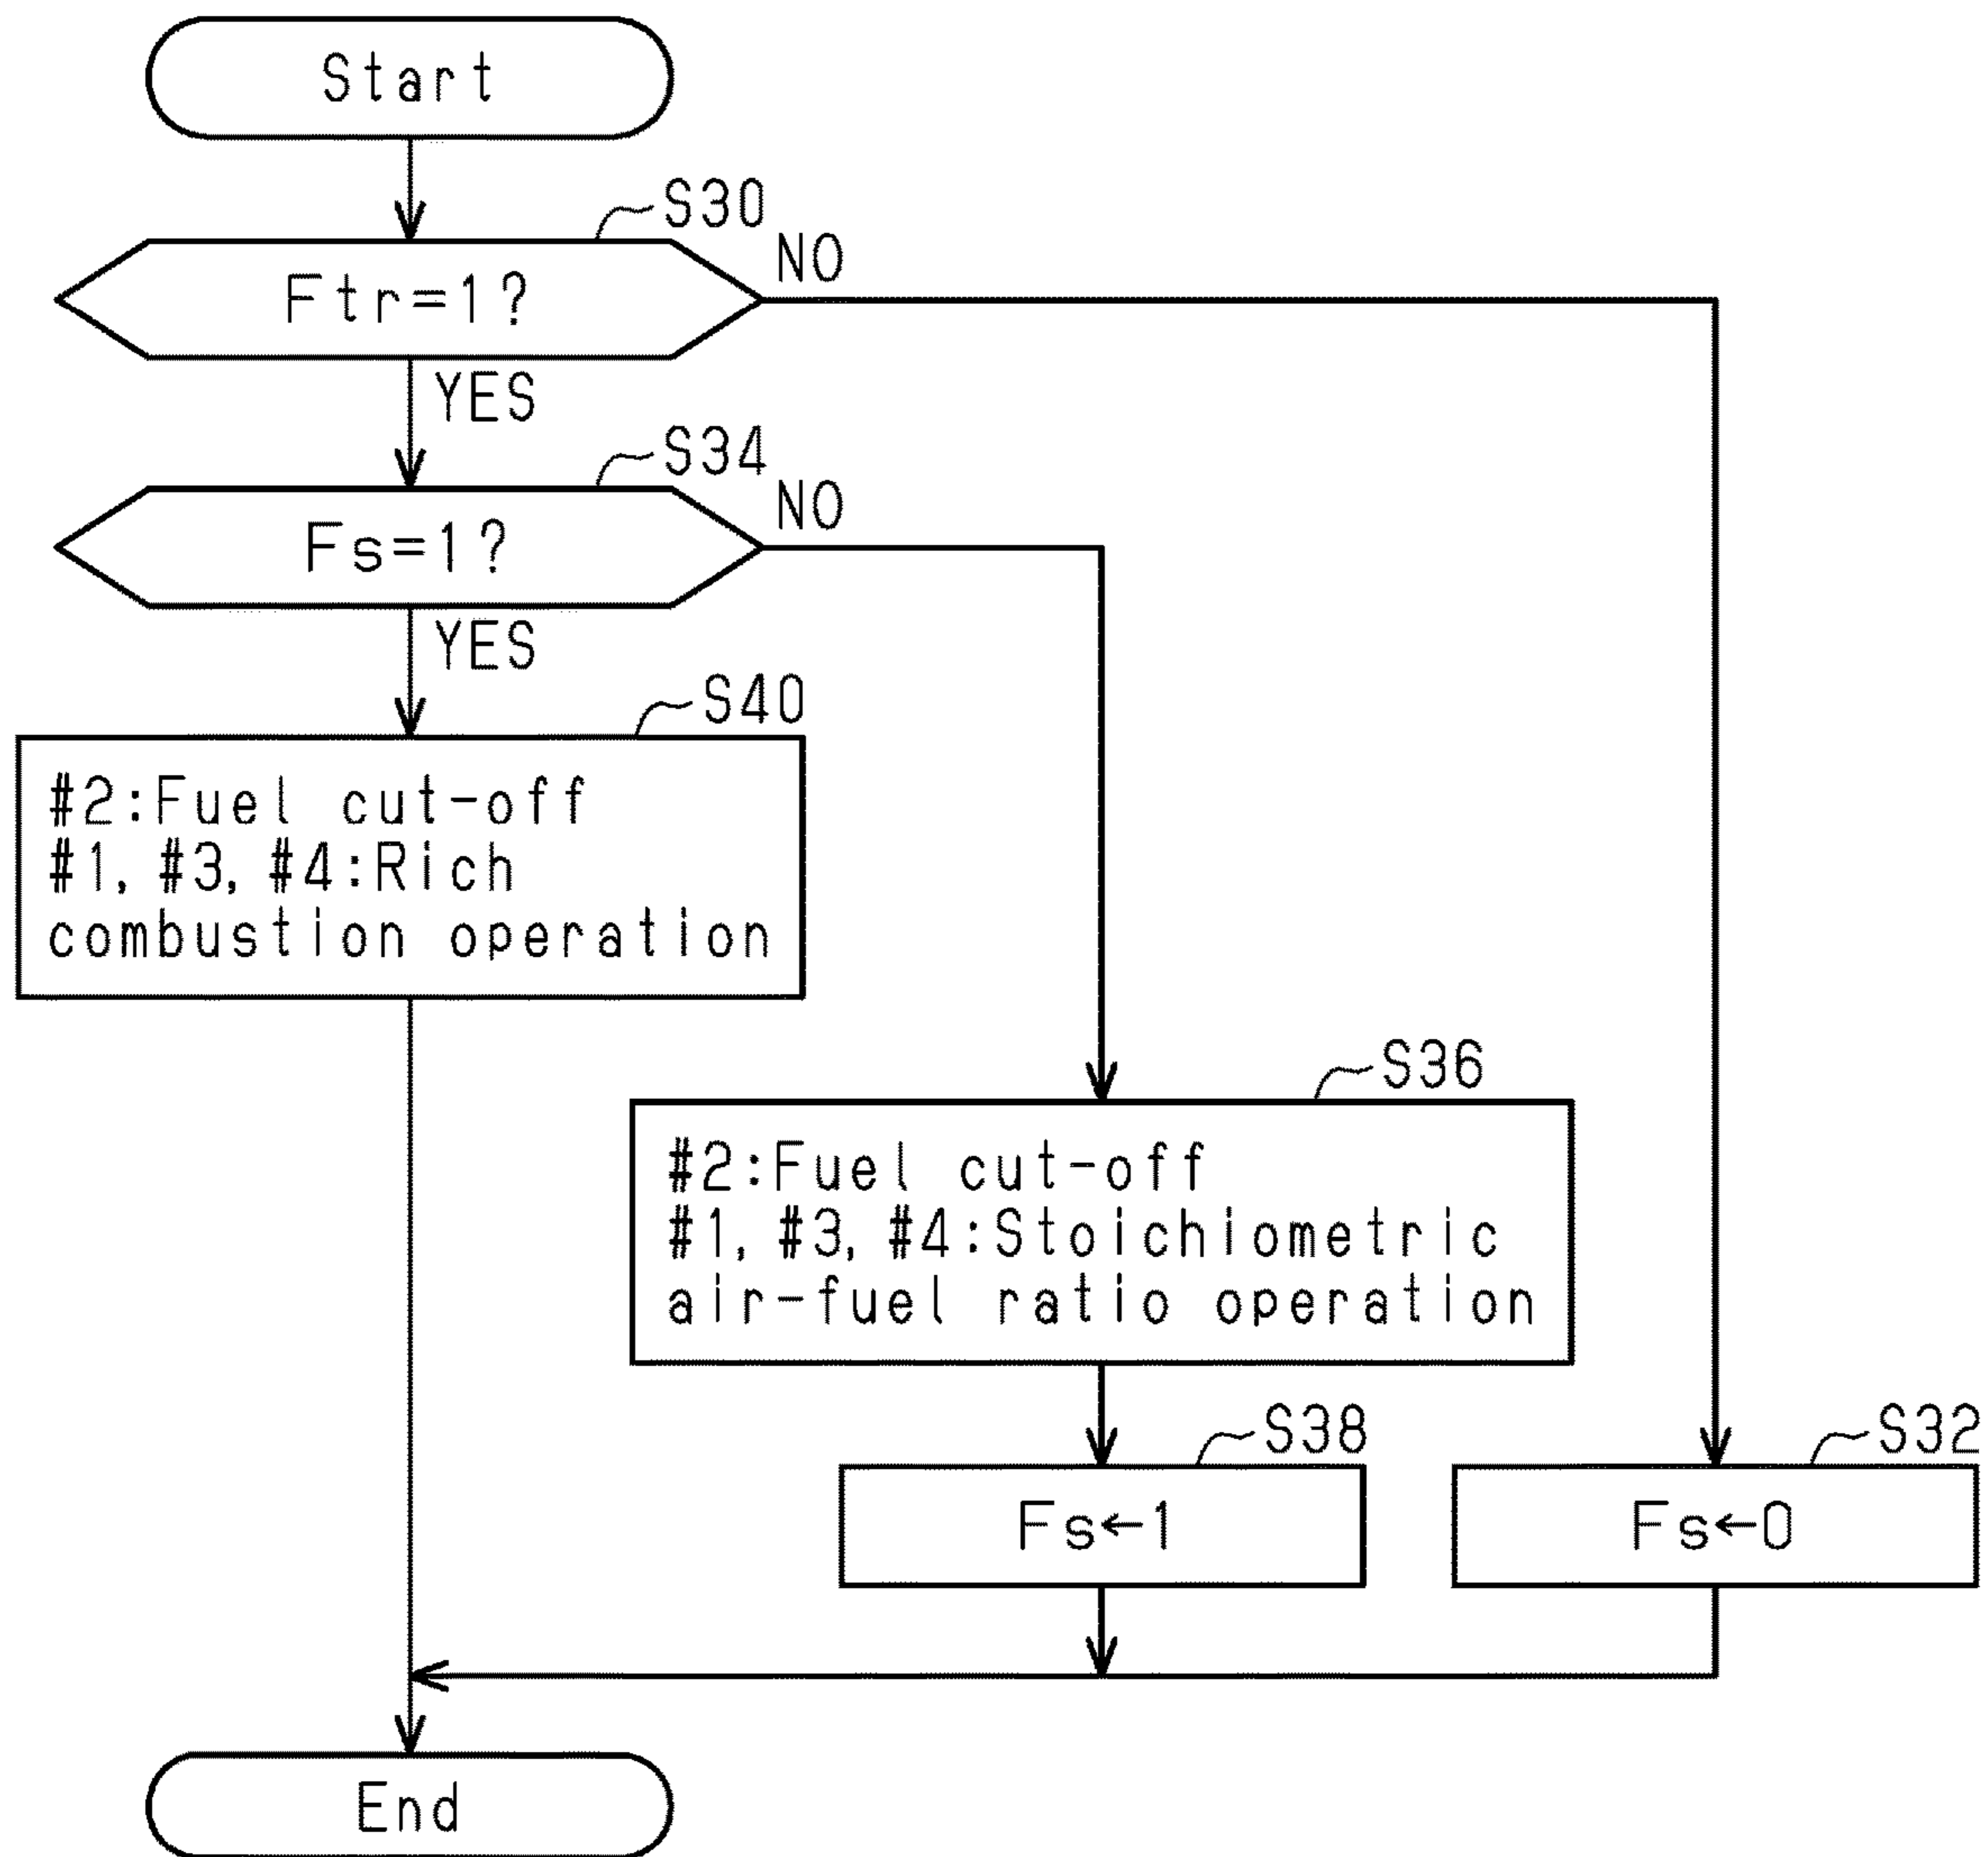 Start
S30
Ftr=1?
NO
YES
S34
Fs=1?
NO
YES
S40
#2:Fuel cut-off
#1, #3, #4:Rich
combustion operation
S36
#2:Fuel cut-off
#1, #3, #4:Stoichiometric
air-fuel ratio operation
S38
Fs←1
S32
Fs←0
End